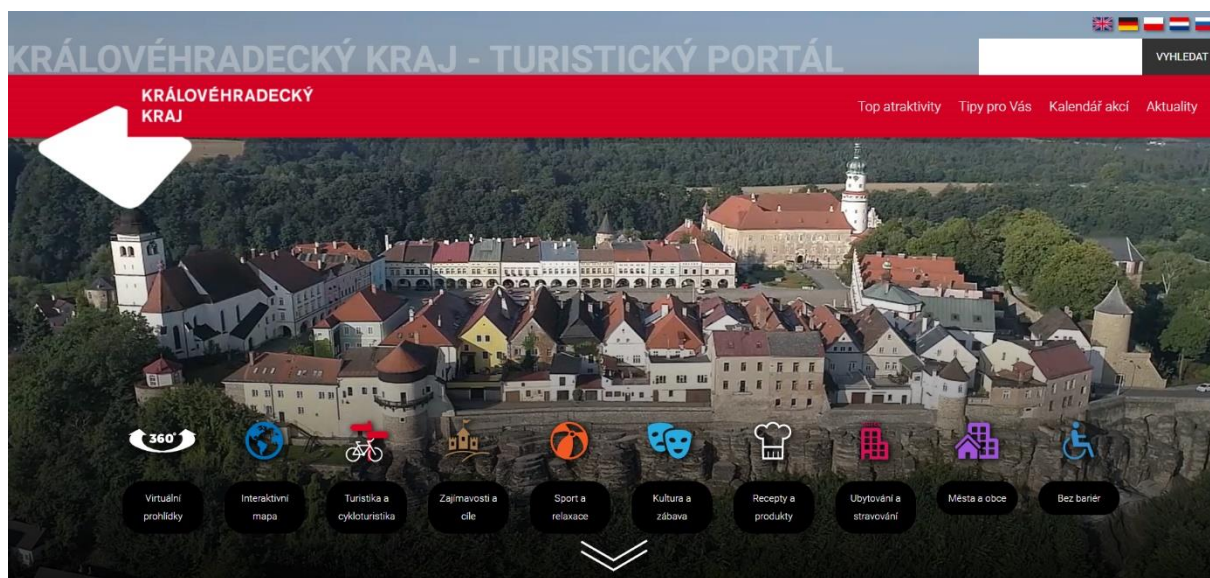 KRÁLOVÉHRADECKÝ KRAJ - TURISTICKÝ PORTÁL
VYHLEDAT
KRÁLOVÉHRADECKÝ
KRAJ
Top atraktivity Tipy pro Vás Kalendář akcí Aktuality
360°
Virtuální
prohlídky
Interaktivní
mapa
Turistika a
cykloturistika
Zajímavosti a
cíle
Sport a
relaxace
Kultura a
zábava
Recepty a
produkty
Ubytování a
stravování
Města a obce
Bez bariér